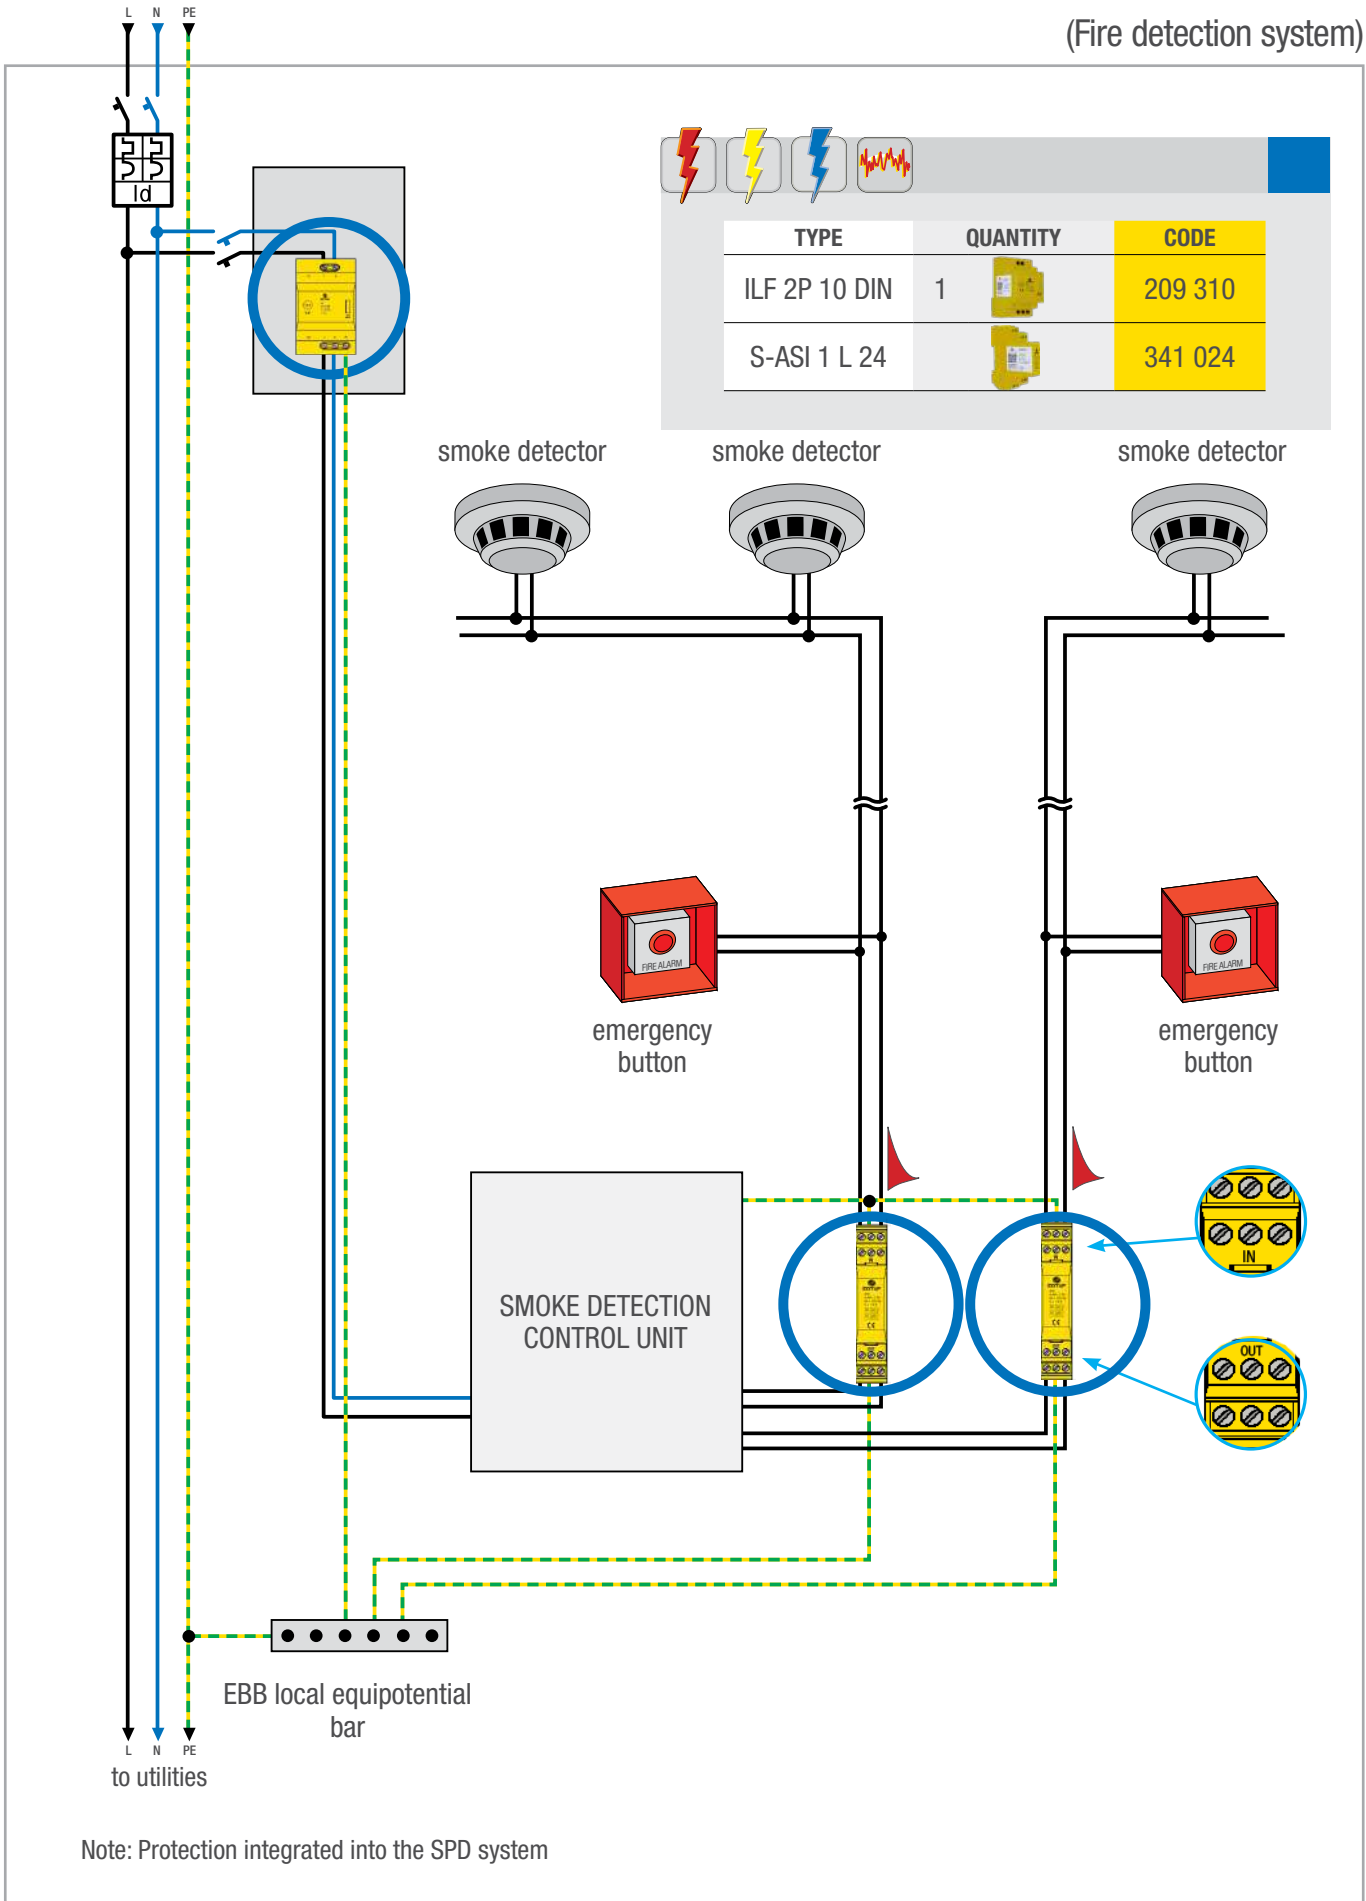 L N PE
(Fire detection system)
Id
TYPE QUANTITY CODE
ILF 2P 10 DIN 1 209 310
S-ASI 1 L 24 341 024
smoke detector smoke detector smoke detector
FIRE ALARM FIRE ALARM
emergency
button
emergency
button
IN
SMOKE DETECTION
CONTROL UNIT
OUT
EBB local equipotential
bar
L N PE
to utilities
Note: Protection integrated into the SPD system